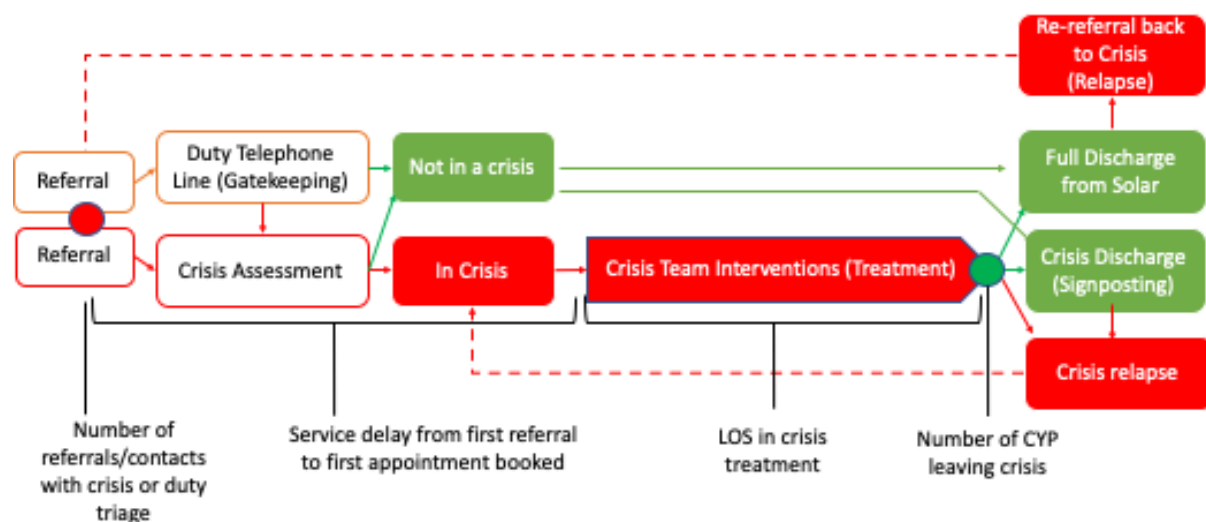 Re-referral back
to Crisis
(Relapse)
Referral
Duty Telephone
Line (Gatekeeping)
Not in a crisis
Full Discharge
from Solar
Referral
Crisis Assessment
In Crisis
Crisis Team Interventions (Treatment)
Crisis Discharge
(Signposting)
Crisis relapse
Number of
referrals/contacts
with crisis or duty
triage
Service delay from first referral
to first appointment booked
LOS in crisis
treatment
Number of CYP
leaving crisis